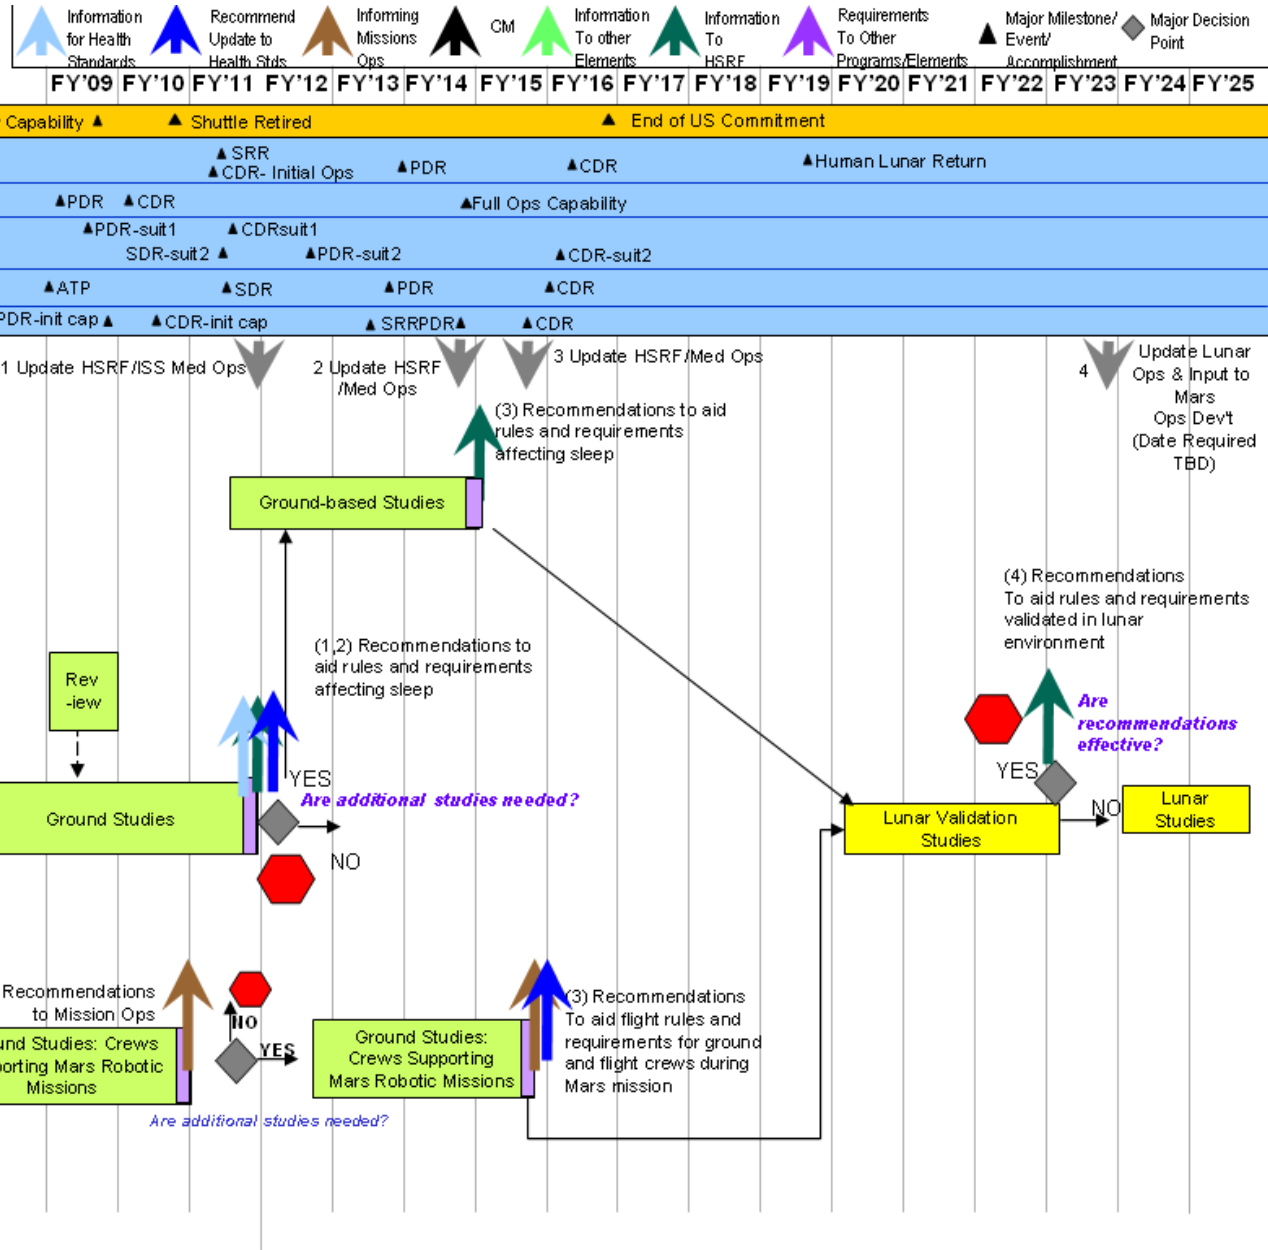 Information
for Health
Standards
Recommend
Update to
Health Stds
Informing
Missions
Ops
CM
Information
To other
Elements
Information
To
HSRF
Requirements
To Other
Programs/Elements
Major Milestone/
Event/
Accomplishment
Major Decision
Point
FY'09 FY'10 FY'11 FY'12 FY'13 FY'14 FY'15 FY'16 FY'17 FY'18 FY'19 FY'20 FY'21 FY'22 FY'23 FY'24 FY'25
Capability Shuttle Retired End of US Commitment
SRR
CDR- Initial Ops PDR CDR Human Lunar Return
PDR CDR Full Ops Capability
PDR-suit1 CDRsuit1
SDR-suit2 PDR-suit2 CDR-suit2
ATP SDR PDR CDR
PDR-init cap CDR-init cap SRR PDR CDR
1 Update HSRF/ISS Med Ops
2 Update HSRF
/Med Ops
3 Update HSRF/Med Ops
4
Update Lunar
Ops & Input to
Mars
Ops Dev't
(Date Required
TBD)
(3) Recommendations to aid
rules and requirements
affecting sleep
Ground-based Studies
(4) Recommendations
To aid rules and requirements
validated in lunar
environment
(1,2) Recommendations to
aid rules and requirements
affecting sleep
Rev
-iew
Are
recommendations
effective?
YES
YES
Are additional studies needed?
Ground Studies
NO
Lunar Validation
Studies
NO
Lunar
Studies
Recommendations
to Mission Ops
und Studies: Crews
porting Mars Robotic
Missions
NO
YES
Are additional studies needed?
Ground Studies:
Crews Supporting
Mars Robotic Missions
(3) Recommendations
To aid flight rules and
requirements for ground
and flight crews during
Mars mission